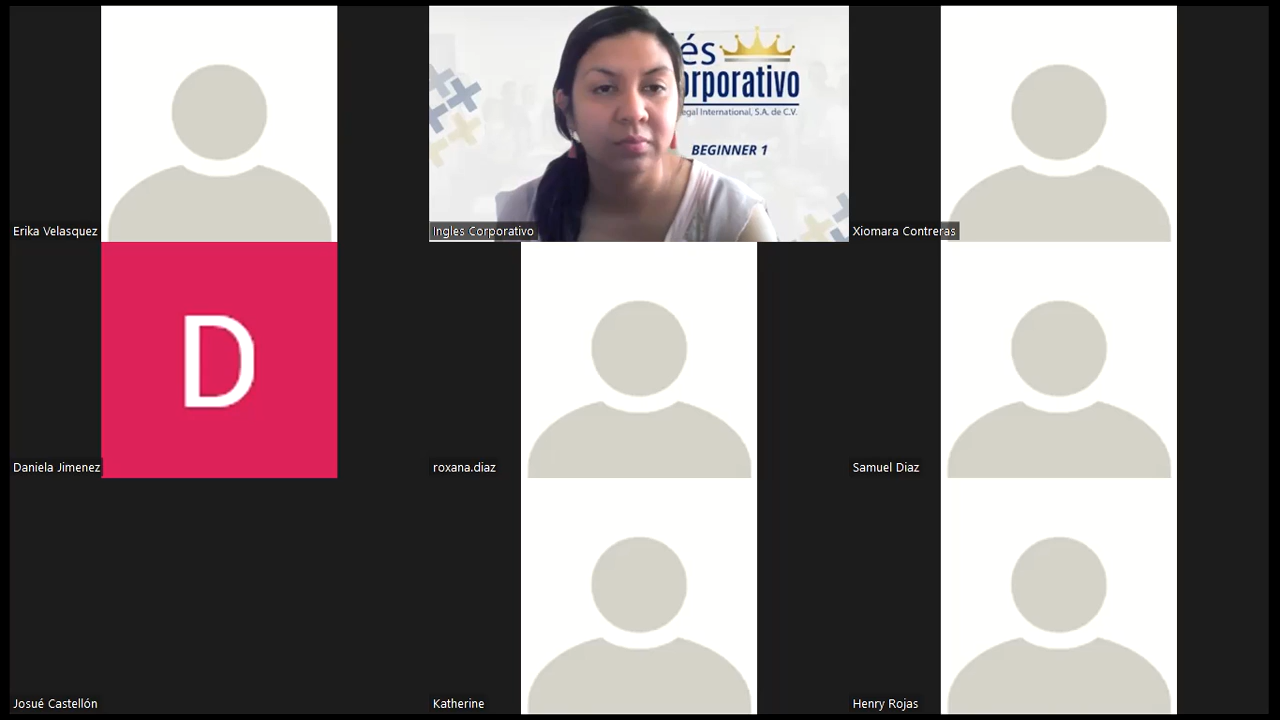 és
orporativo
egal International, S.A. de C.V.
BEGINNER 1
Erika Velasquez
Ingles Corporativo
Xiomara Contreras
D
Daniela Jimenez
roxana.diaz
Samuel Diaz
Josué Castellón
Katherine
Henry Rojas